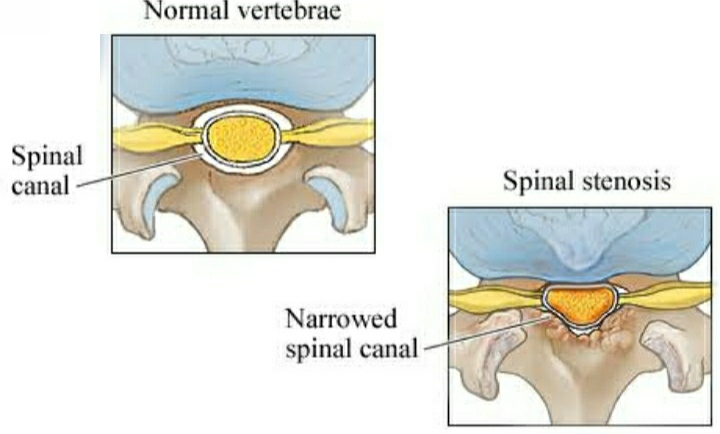 Normal vertebrae
Spinal
canal
Spinal stenosis
Narrowed
spinal canal